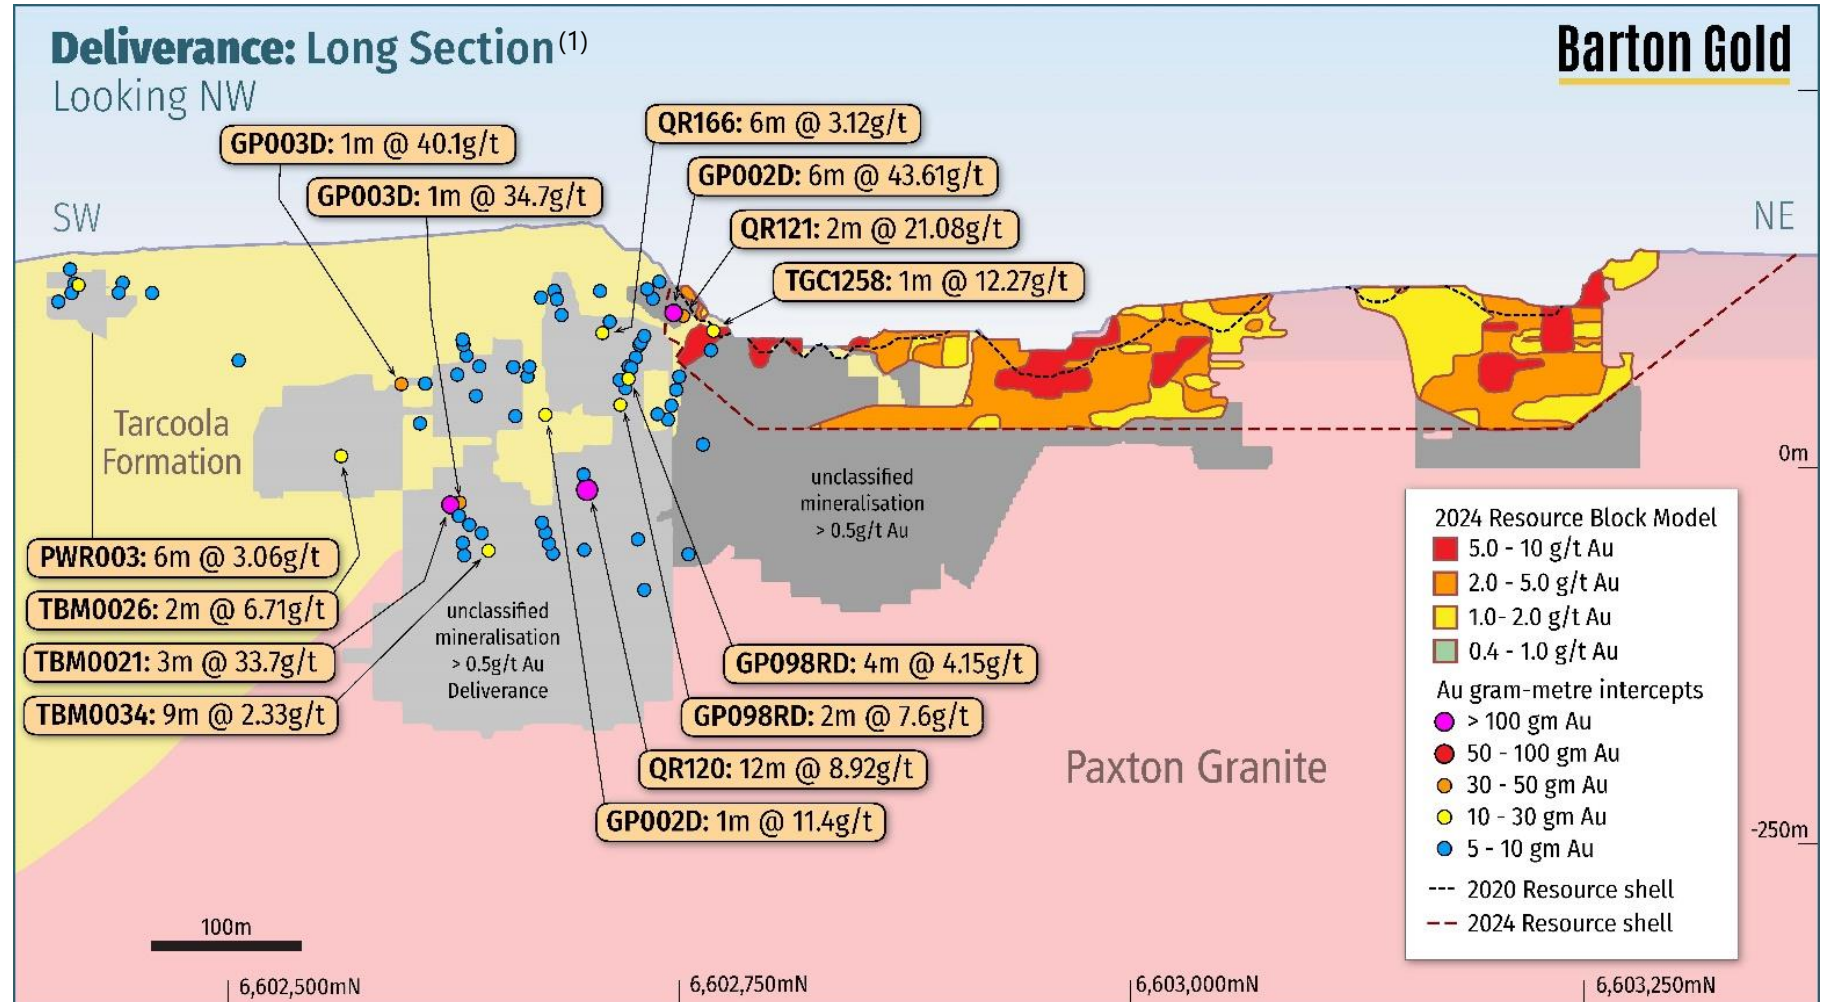 Deliverance: Long Section (1)
Looking NW
Barton Gold
SW
NE
GP003D: 1m @ 40.1g/t
GP003D: 1m @ 34.7g/t
QR166: 6m @ 3.12g/t
GP002D: 6m @ 43.61g/t
QR121: 2m @ 21.08g/t
TGC1258: 1m @ 12.27g/t
Tarcoola
Formation
PWR003: 6m @ 3.06g/t
TBM0026: 2m @ 6.71g/t
TBM0021: 3m @ 33.7g/t
TBM0034: 9m @ 2.33g/t
unclassified
mineralisation
> 0.5g/t Au
Deliverance
unclassified
mineralisation
> 0.5g/t Au
GP098RD: 4m @ 4.15g/t
GP098RD: 2m @ 7.6g/t
QR120: 12m @ 8.92g/t
GP002D: 1m @ 11.4g/t
Paxton Granite
0m
-250m
2024 Resource Block Model
5.0 - 10 g/t Au
2.0 - 5.0 g/t Au
1.0- 2.0 g/t Au
0.4 - 1.0 g/t Au
Au gram-metre intercepts
> 100 gm Au
50 - 100 gm Au
30 - 50 gm Au
10 - 30 gm Au
5 - 10 gm Au
2020 Resource shell
2024 Resource shell
100m
6,602,500mN
6,602,750mN
6,603,000mN
6,603,250mN